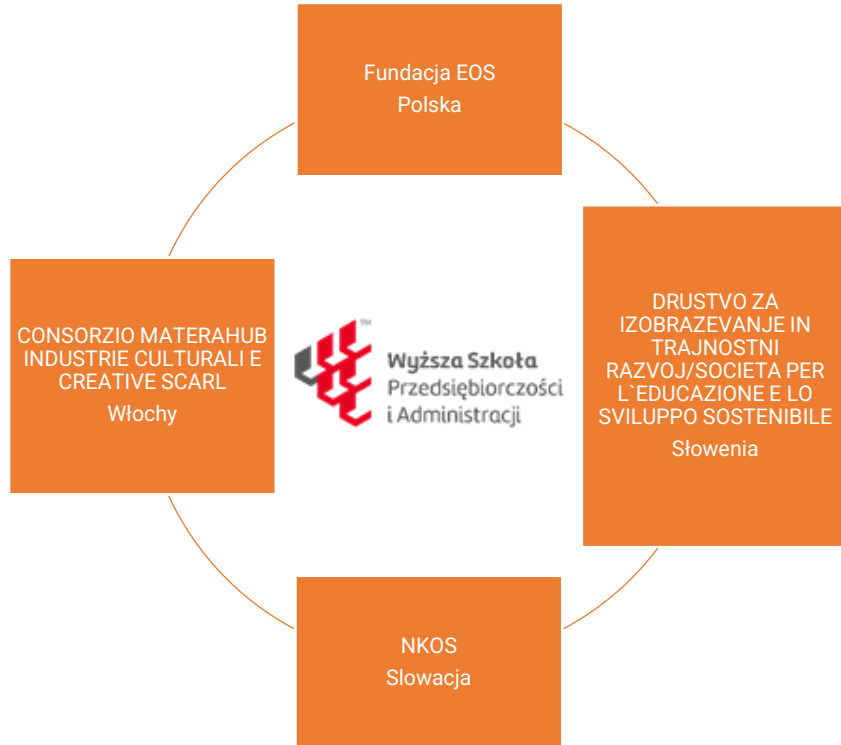 Fundacja EOS
Polska
DRUSTVO ZA
IZOBRAZEVANJE IN
TRAJNOSTNI
RAZVOJ/SOCIETA PER
L`EDUCAZIONE E LO
SVILUPPO SOSTENIBILE
Słowenia
NKOS
Slowacja
CONSORZIO MATERAHUB
INDUSTRIE CULTURALI E
CREATIVE SCARL
Włochy
TM
Wyższa Szkoła
Przedsiębiorczości
i Administracji